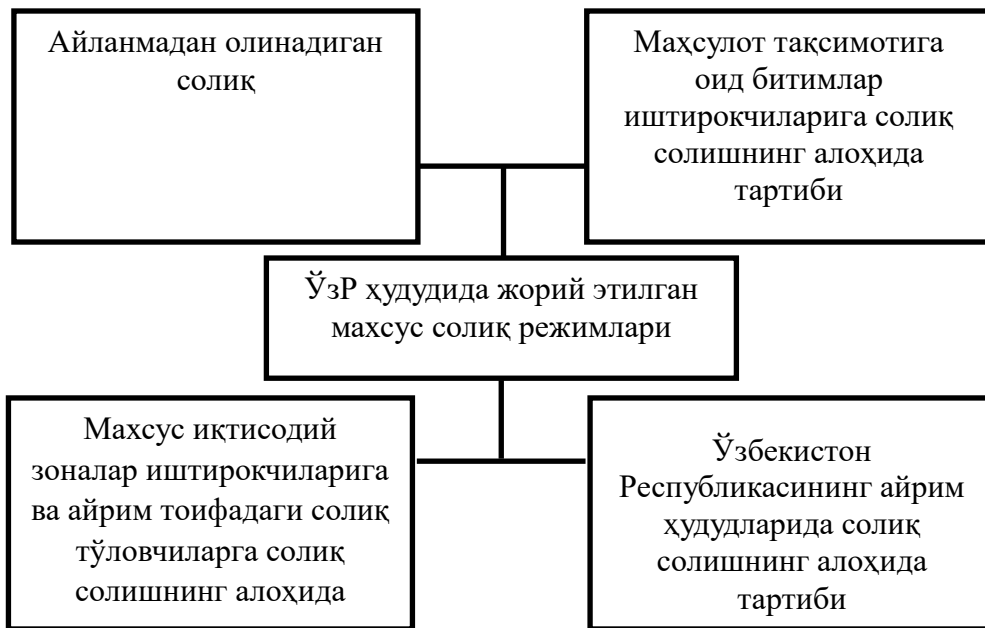 Айланмадан олинадиган
солиқ
Маҳсулот тақсимотига
оид битимлар
иштирокчиларига солиқ
солишнинг алоҳида
тартиби
ЎзР ҳудудида жорий этилган
махсус солиқ режимлари
Махсус иқтисодий
зоналар иштирокчиларига
ва айрим тоифадаги солиқ
тўловчиларга солиқ
солишнинг алоҳида
Ўзбекистон
Республикасининг айрим
ҳудудларида солиқ
солишнинг алоҳида
тартиби